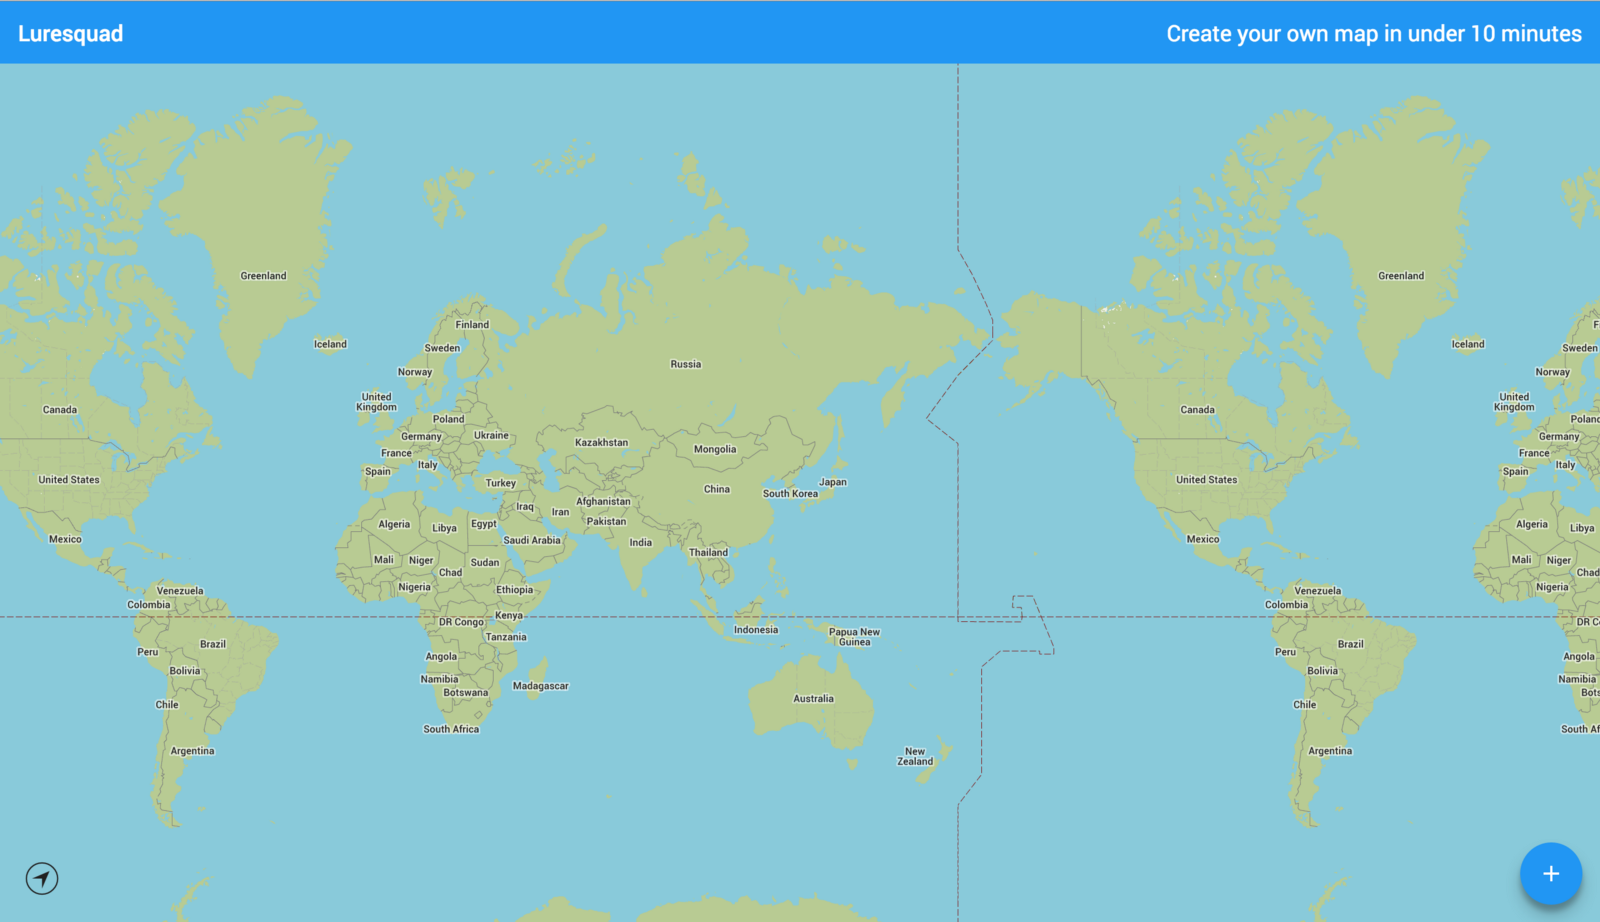 Luresquad
Create your own map in under 10 minutes
Greenland
Greenland
Finland
F
Iceland
Iceland
Sweden
Sweden
Russia
Norway
Norway
United
Kingdom
United
Kingdom
Canada
Canada
Poland
Poland
Germany
Ukraine
Germany
Kazakhstan
Mongolia
France
France
Italy
Italy
Spain
Spain
United States
Turkey
China
South Korea
Japan
United States
Afghanistan
Iraq
Iran
Pakistan
Algeria
Libya
Egypt
Algeria
Libya
Mexico
Saudi Arabia
India
Mexico
Thailand
Mali
Niger
Sudan
Mali
Niger
Chad
Chad
Venezuela
Nigeria
Ethiopia
Venezuela
Nigeria
Colombia
Colombia
Kenya
DR Congo
DR C
Indonesia
Papua New
Guinea
Tanzania
Brazil
Brazil
Peru
Peru
Angola
Angola
Bolivia
Bolivia
Namibia
Namibia
Madagascar
Botswana
Bots
Australia
Chile
Chile
South Africa
South Af
Argentina
New
Zealand
Argentina